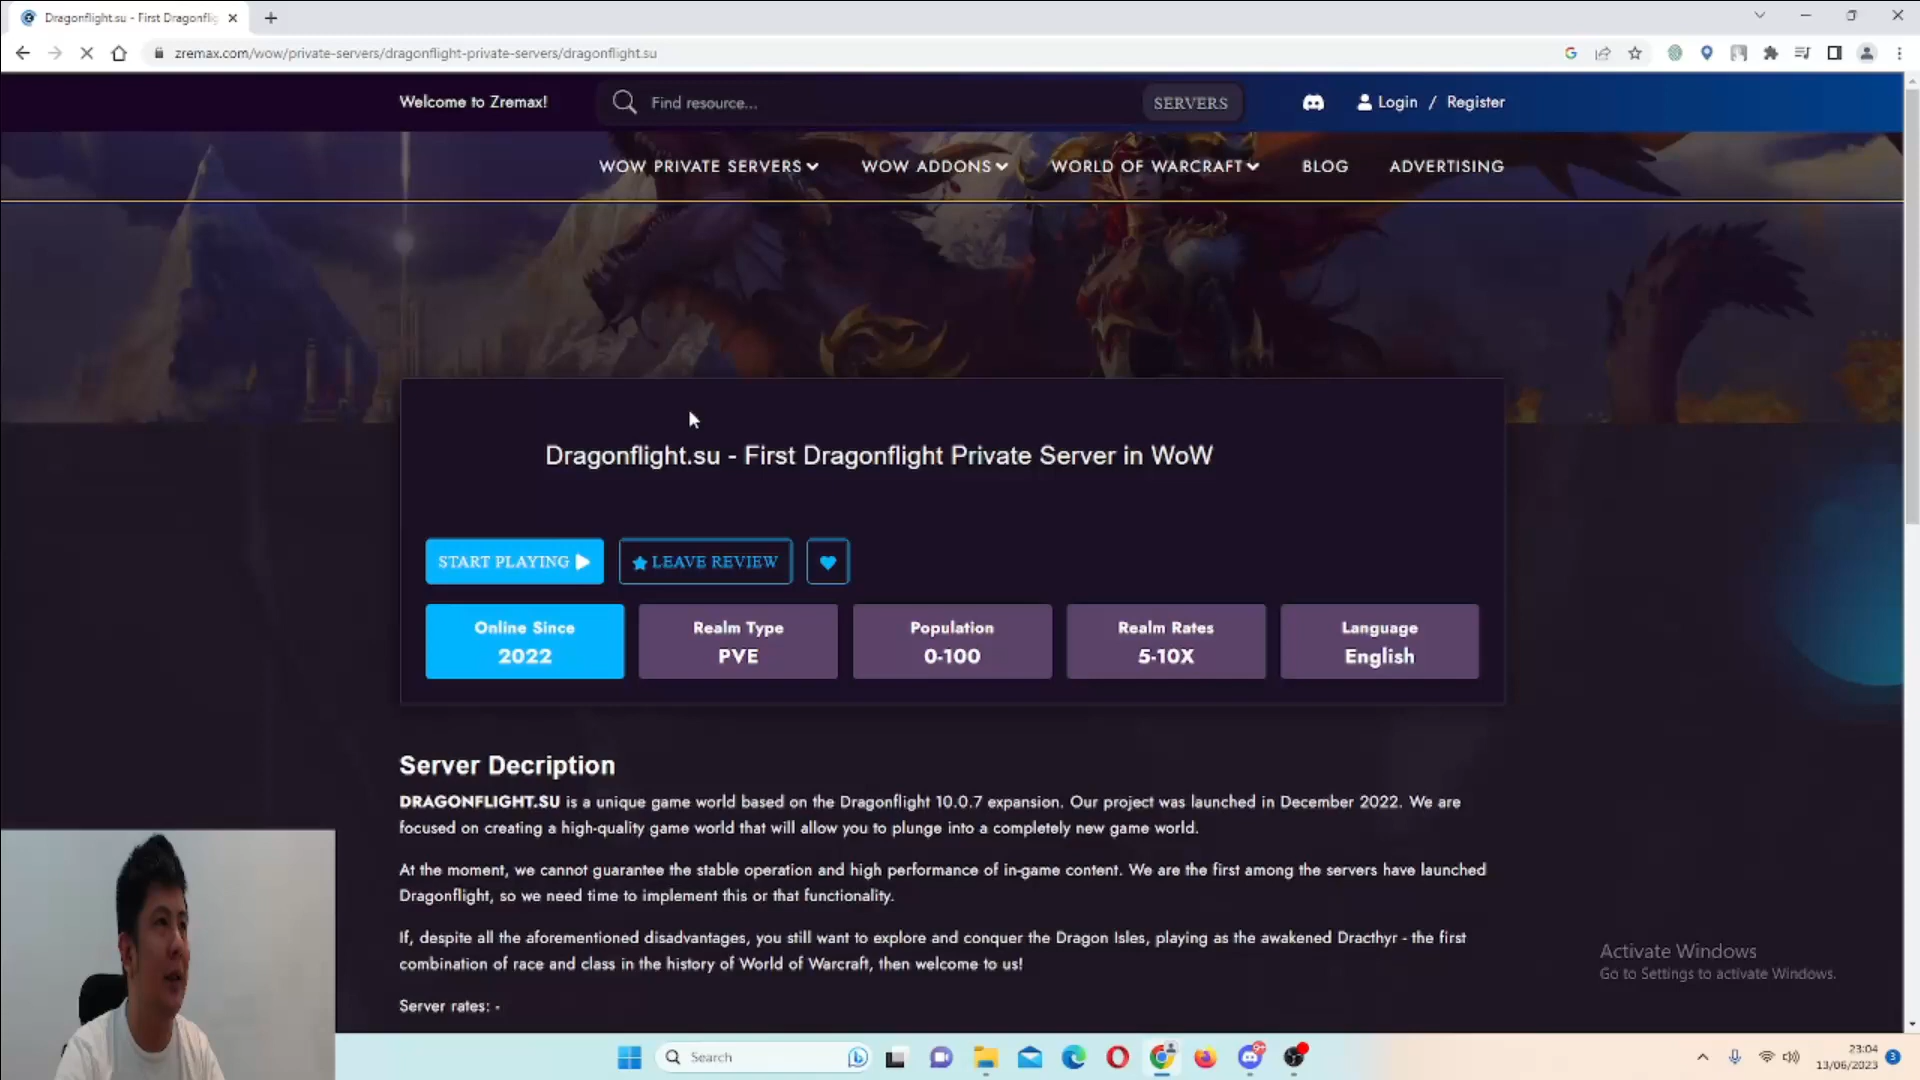 Dragonflight.su - First Dragonflig
zremax.com/wow/private-servers/dragonflight-private-servers/dragonflight.su
Welcome to Zremax!
Find resource...
SERVERS
Login / Register
WOW PRIVATE SERVERS
WOW ADDONS
WORLD OF WARCRAFT
BLOG
ADVERTISING
Dragonflight.su - First Dragonflight Private Server in WoW
START PLAYING
LEAVE REVIEW
Online Since
2022
Realm Type
PVE
Population
0-100
Realm Rates
5-10X
Language
English
Server Decription
DRAGONFLIGHT.SU is a unique game world based on the Dragonflight 10.0.7 expansion. Our project was launched in December 2022. We are
focused on creating a high-quality game world that will allow you to plunge into a completely new game world.
At the moment, we cannot guarantee the stable operation and high performance of in-game content. We are the first among the servers have launched
Dragonflight, so we need time to implement this or that functionality.
If, despite all the aforementioned disadvantages, you still want to explore and conquer the Dragon Isles, playing as the awakened Dracthyr - the first
combination of race and class in the history of World of Warcraft, then welcome to us!
Server rates: -
Activate Windows
Go to Settings to activate Windows.
Search
23:04
13/06/2023
3